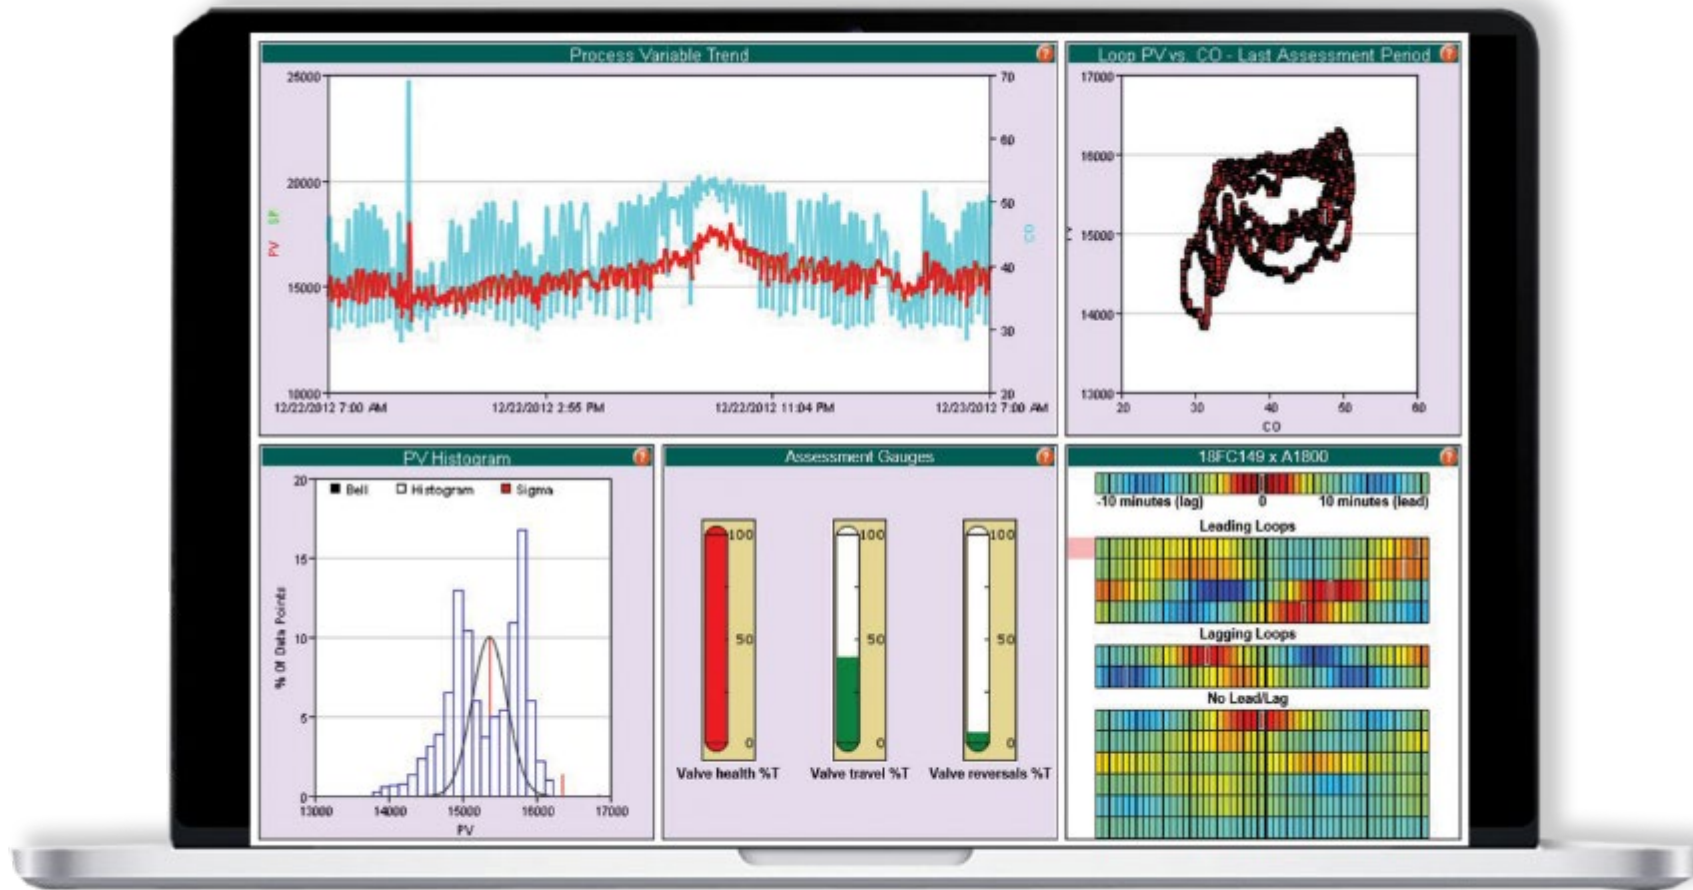 Process Variable Trend
25000
20000
15000
10000
PV SP
70
60
50
40
30
20
CO
12/22/2012 7:00 AM 12/22/2012 2:55 PM 12/22/2012 11:04 PM 12/23/2012 7:00 AM
Loop PV vs. CO - Last Assessment Period
17000
16000
15000
14000
13000
20 30 40 50 60
CO
PV Histogram
Bell Histogram Sigma
20
15
10
5
0
% Of Data Points
13000 14000 15000 16000 17000
PV
Assessment Gauges
100 100 100
50 50 50
0 0 0
Valve health %T Valve travel %T Valve reversals %T
18FC149 x A1800
-10 minutes (lag) 0 10 minutes (lead)
Leading Loops
Lagging Loops
No Lead/Lag